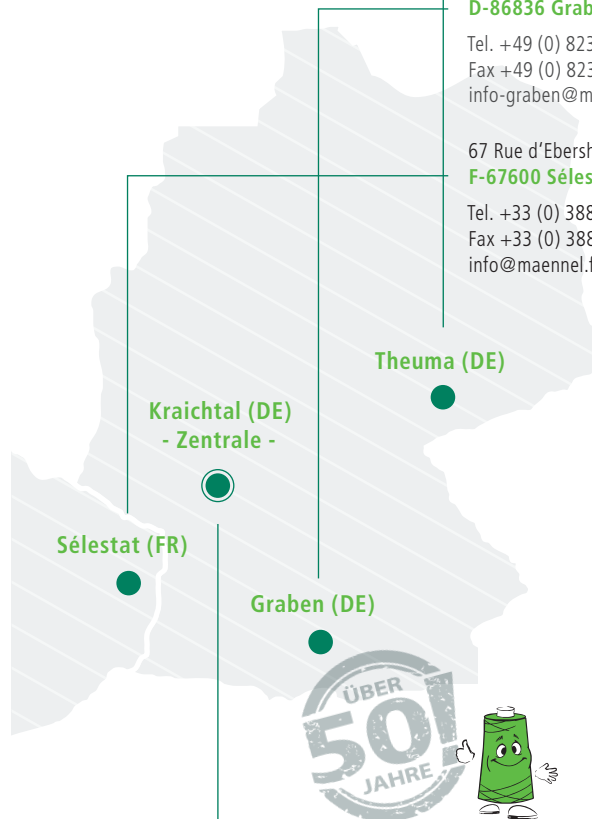 D-86836 Grab
Tel. +49 (0) 823
Fax +49 (0) 823
info-graben@m
67 Rue d‘Ebersh
F-67600 Séles
Tel. +33 (0) 388
Fax +33 (0) 388
info@maennel.f
Theuma (DE)
Kraichtal (DE)
- Zentrale -
Sélestat (FR)
Graben (DE)
ÜBER
50!
JAHRE